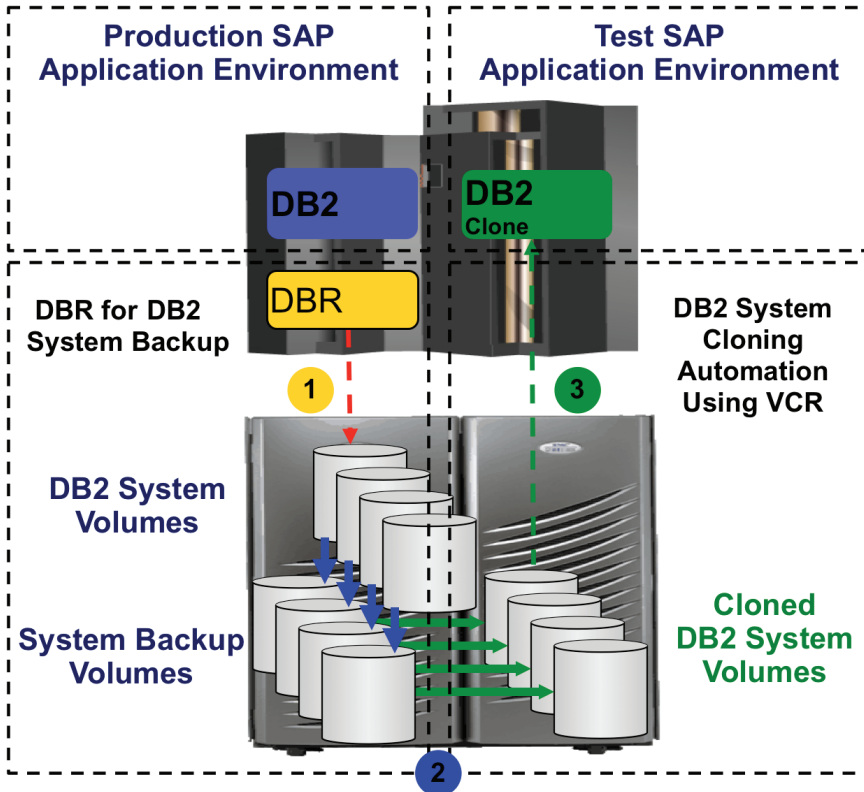 Production SAP
Application Environment
Test SAP
Application Environment
DB2
DB2
Clone
DBR
DBR for DB2
System Backup
DB2 System
Cloning
Automation
Using VCR
1
3
DB2 System
Volumes
System Backup
Volumes
Cloned
DB2 System
Volumes
2